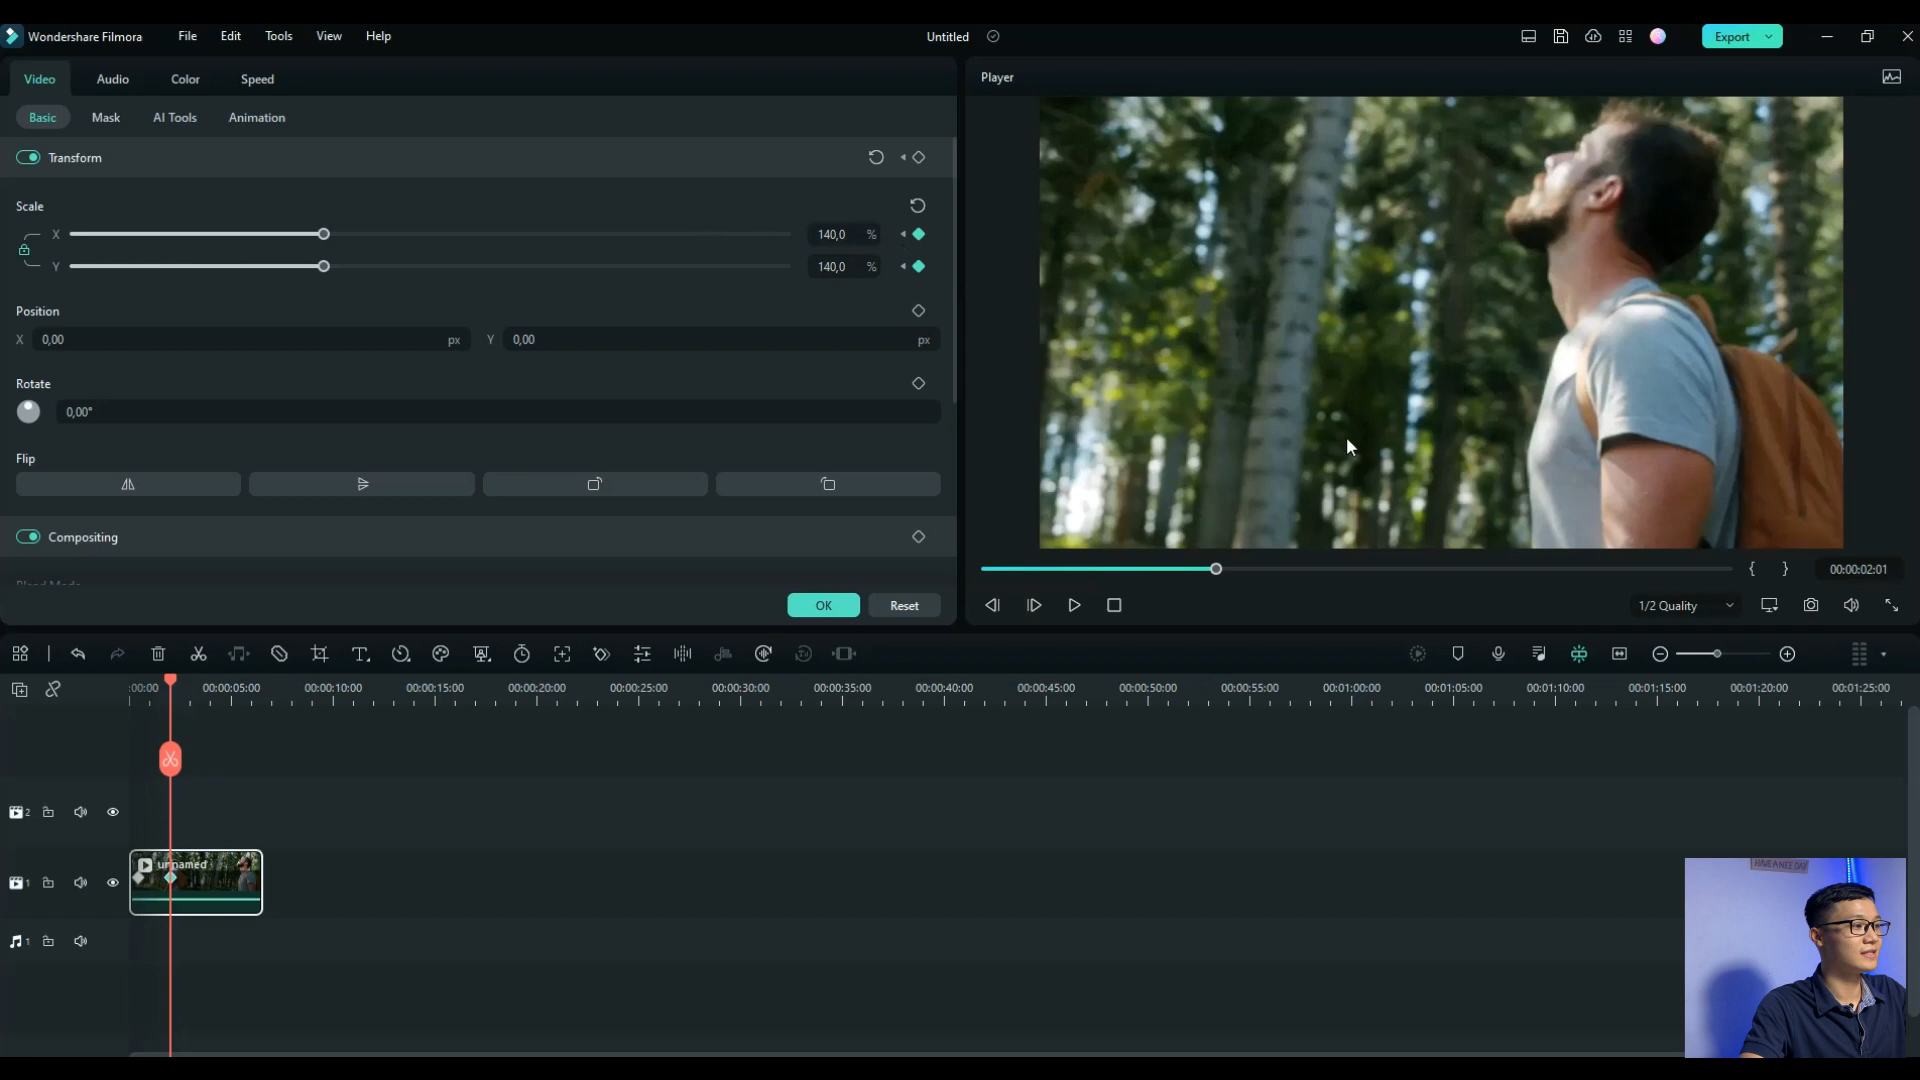 Wondershare Filmora File Edit Tools View Help Untitled Export
Video Audio Color Speed Player
Basic Mask AI Tools Animation
Transform
Scale
X 140,0 %
Y 140,0 %
Position
X 0,00 px Y 0,00 px
Rotate
0,00°
Flip
Compositing
Blend Mode
00:00:02:01
OK Reset 1/2 Quality
:00:00 00:00:05:00 00:00:10:00 00:00:15:00 00:00:20:00 00:00:25:00 00:00:30:00 00:00:35:00 00:00:40:00 00:00:45:00 00:00:50:00 00:00:55:00 00:01:00:00 00:01:05:00 00:01:10:00 00:01:15:00 00:01:20:00 00:01:25:00
2
unnamed
1
1
HAVE A NICE DAY